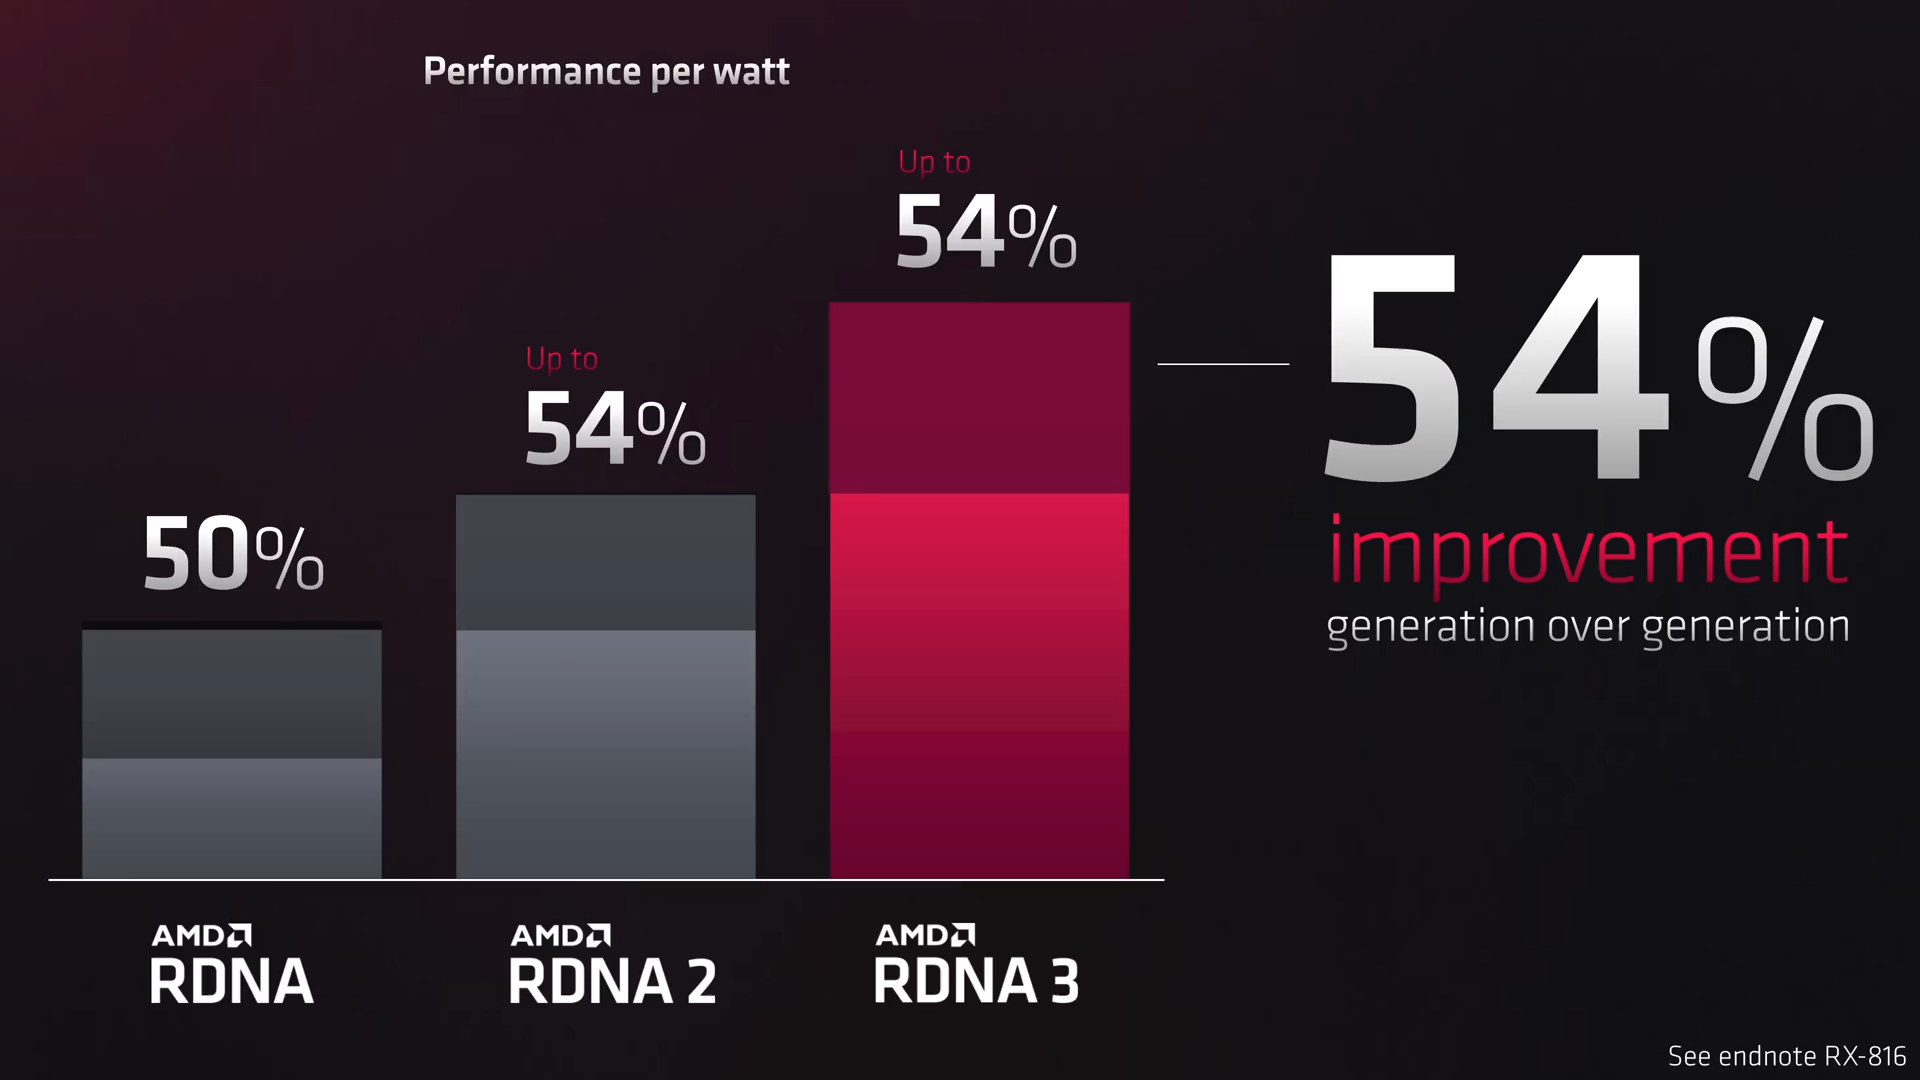 Performance per watt
Up to
54%
Up to
54%
50%
54%
improvement
generation over generation
AMD
RDNA
AMD
RDNA 2
AMD
RDNA 3
See endnote RX-816